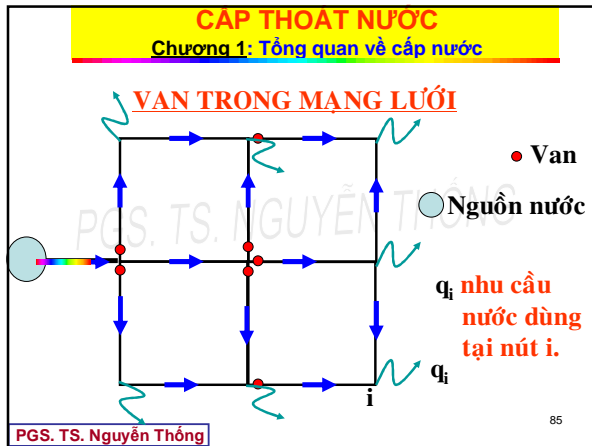 CẤP THOÁT NƯỚC
Chương 1: Tổng quan về cấp nước
VAN TRONG MẠNG LƯỚI
Van
Nguồn nước
PGS. TS. NGUYỄN THỐNG
qi nhu cầu
nước dùng
tại nút i.
qi
i
85
PGS. TS. Nguyễn Thống